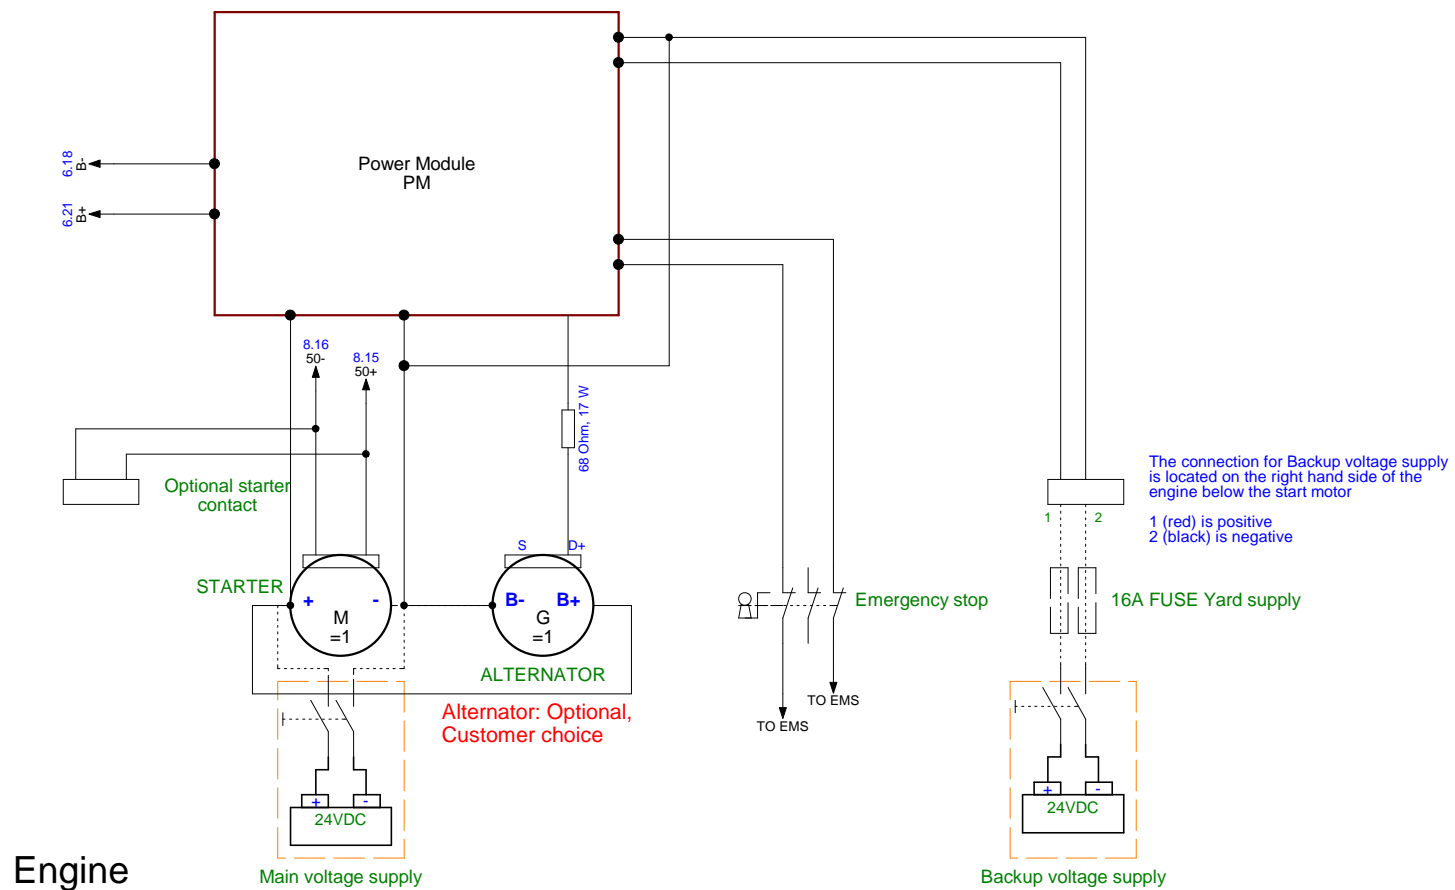 Power Module
PM
6.18
B-
6.21
B+
8.16
50-
8.15
50+
68 Ohm, 17 W
Optional starter
contact
The connection for Backup voltage supply
is located on the right hand side of the
engine below the start motor
1 (red) is positive
2 (black) is negative
1
2
S
D+
STARTER
+
-
M
=1
B-
B+
G
=1
ALTERNATOR
Emergency stop
16A FUSE Yard supply
Alternator: Optional,
Customer choice
TO EMS
TO EMS
+
-
24VDC
+
-
24VDC
Engine
Main voltage supply
Backup voltage supply